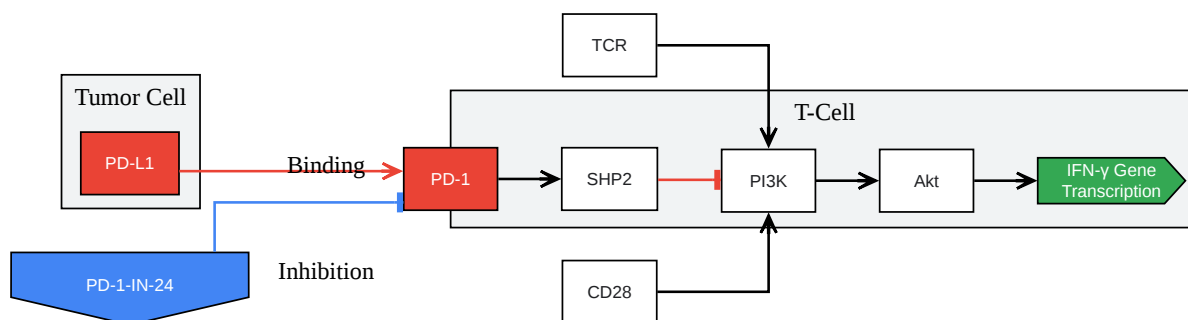 TCR
Tumor Cell
T-Cell
PD-L1
Binding
PD-1
SHP2
PI3K
Akt
IFN-γ Gene
Transcription
PD-1-IN-24
Inhibition
CD28